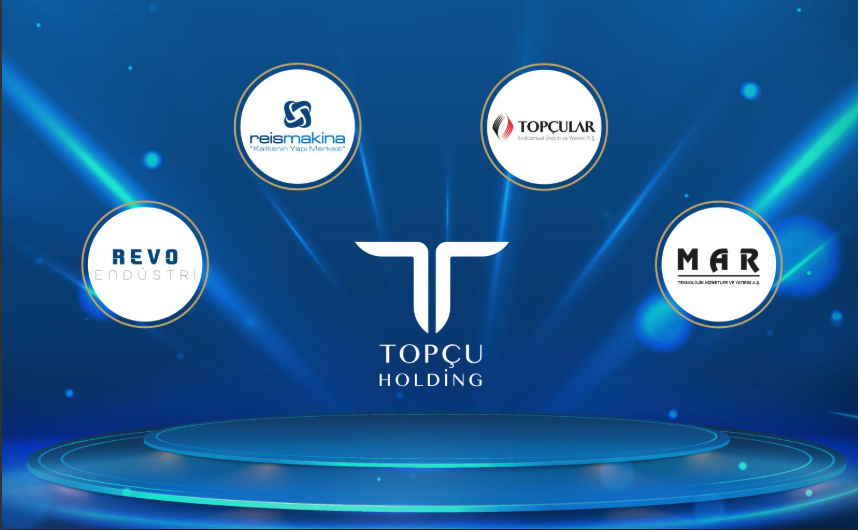 reismakina
"Kalitenin Yapı Merkezi"
TOPÇULAR
Endüstriyel Üretim ve Yatırım A.Ş.
REVO
ENDÜSTRİ
MAR
TEKNOLOJİK HİZMETLER VE YATIRIM A.Ş.
TOPÇU
HOLDİNG